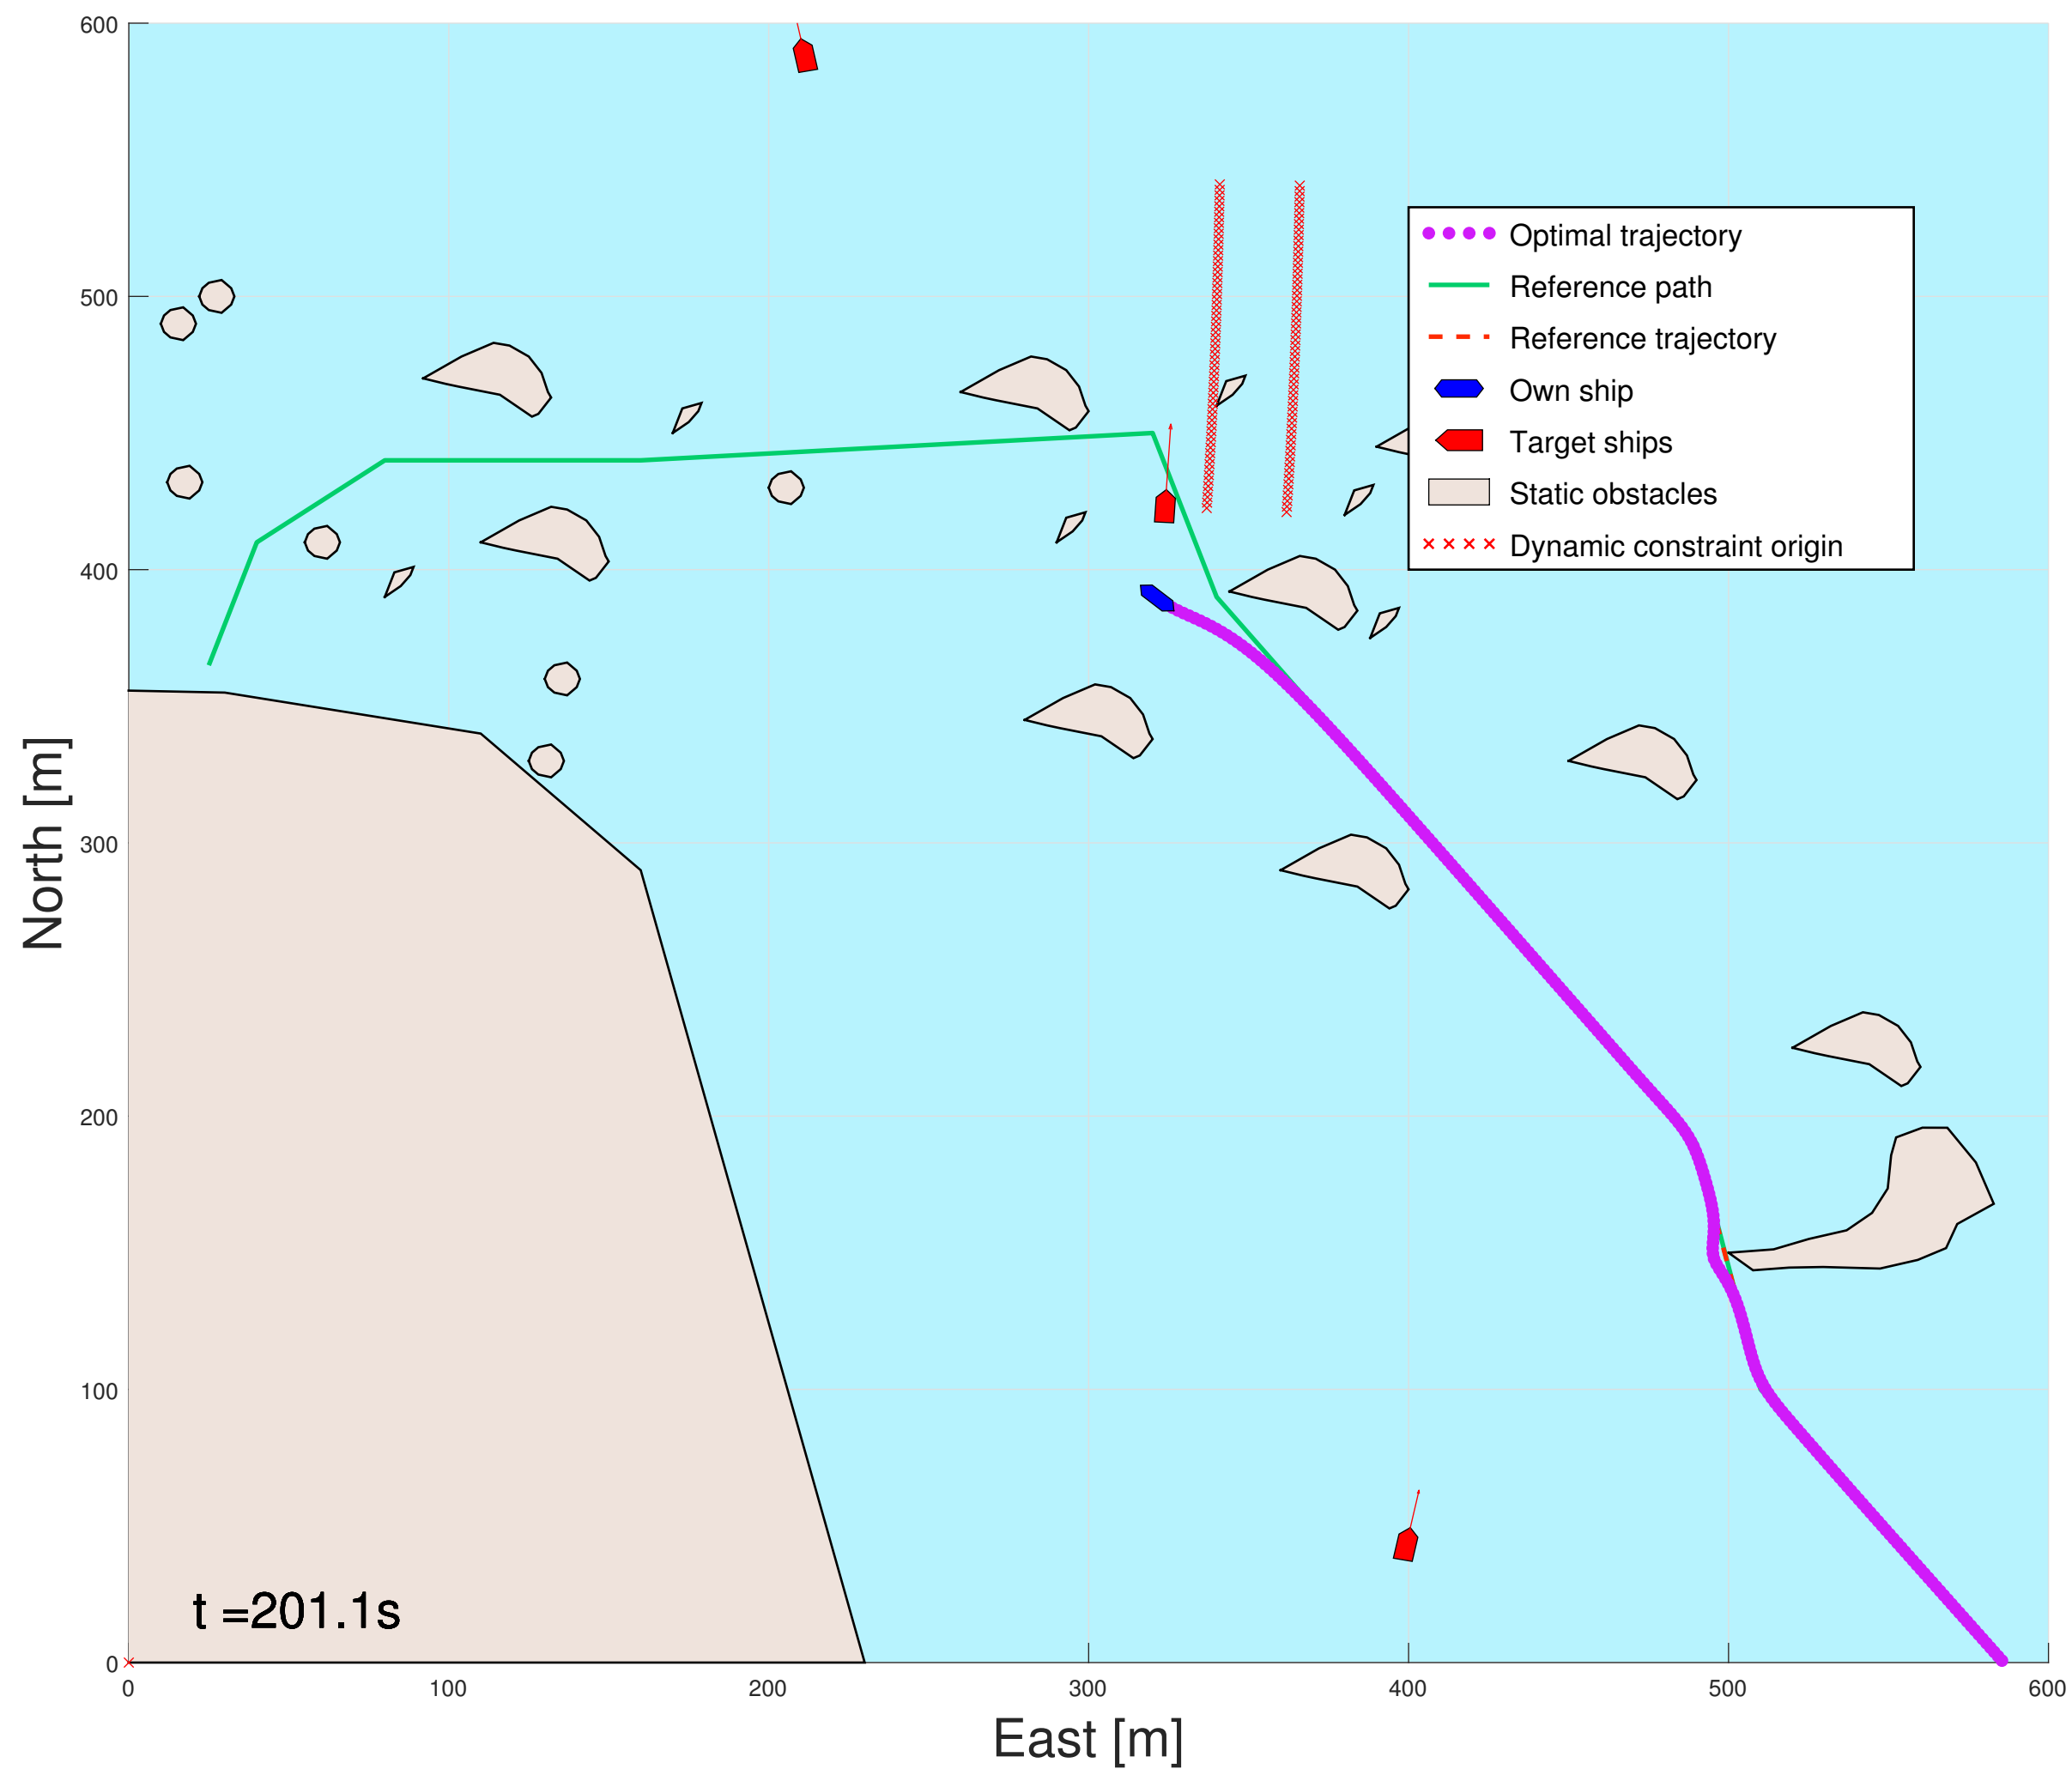 600
500
400
300
200
100
0
North [m]
Optimal trajectory
Reference path
Reference trajectory
Own ship
Target ships
Static obstacles
Dynamic constraint origin
t =201.1s
0 100 200 300 400 500 600
East [m]